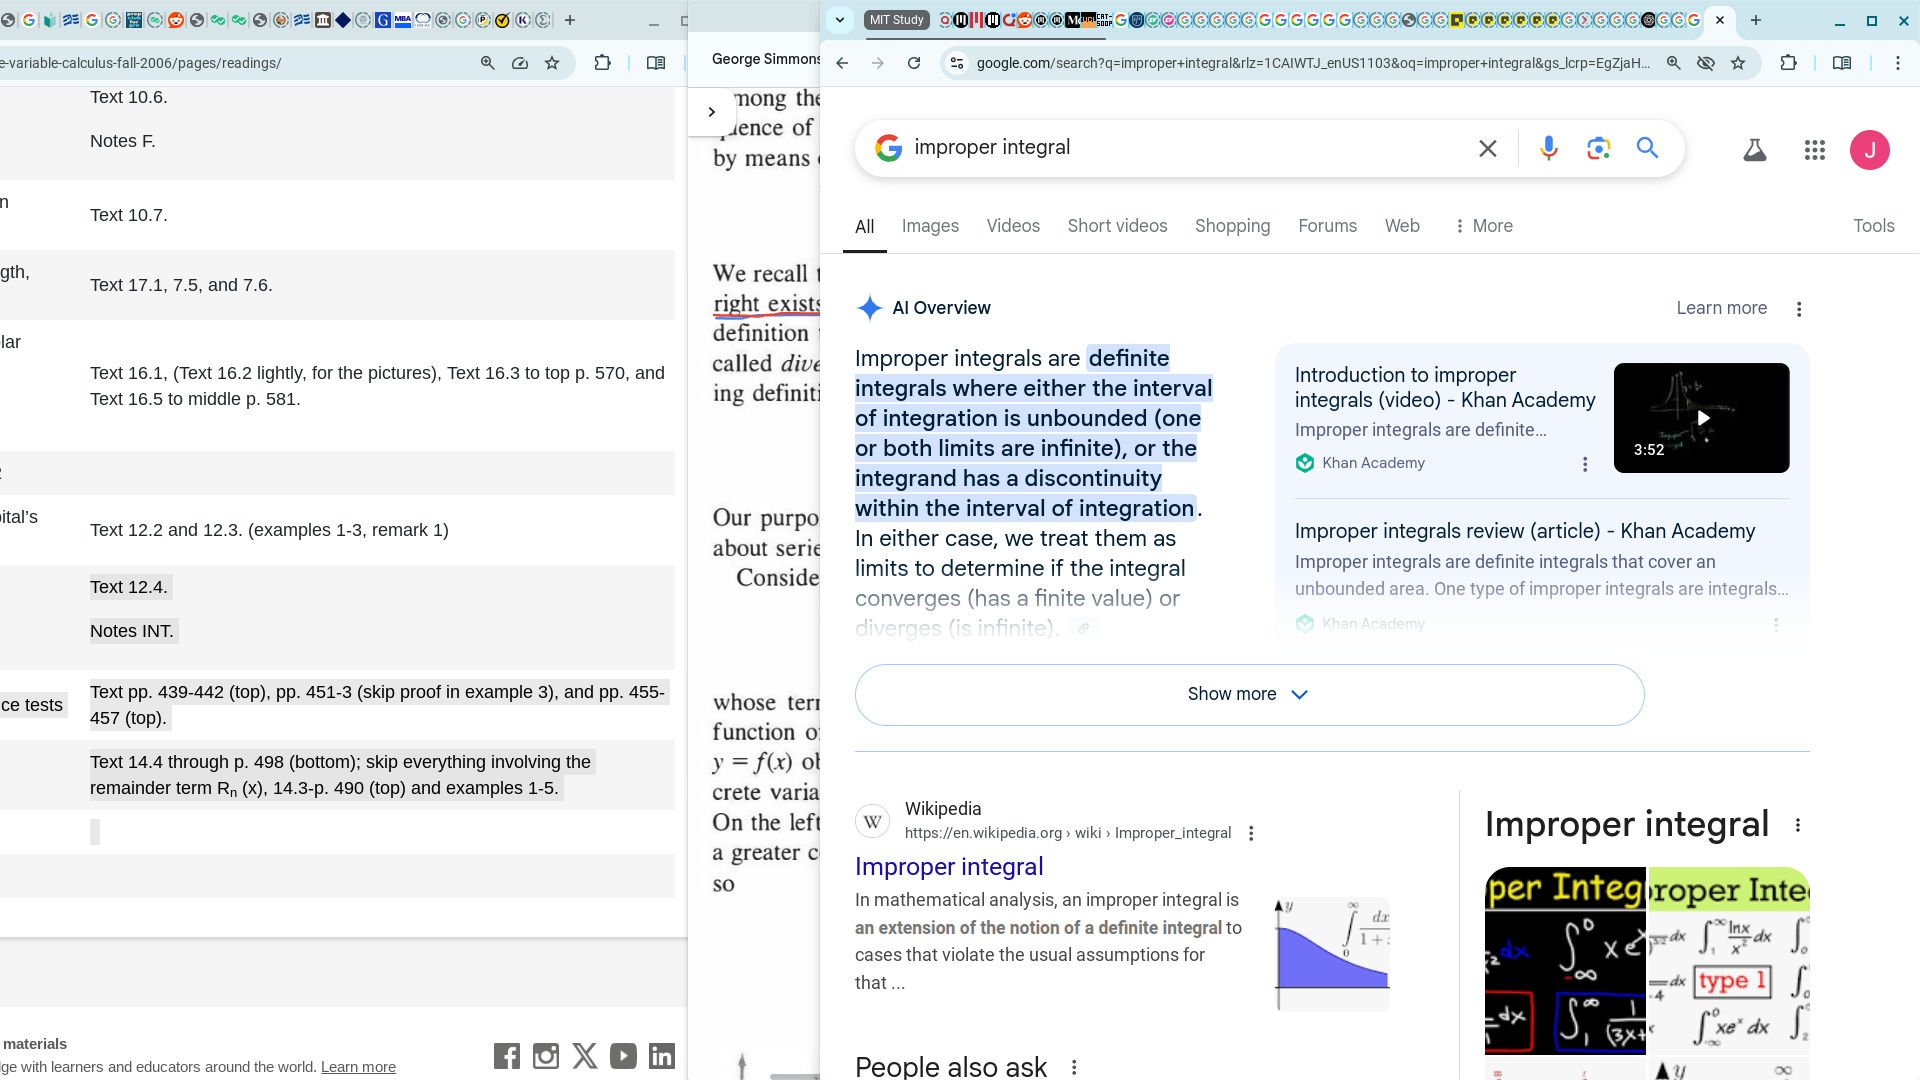 e-variable-calculus-fall-2006/pages/readings/
Text 10.6.
Notes F.
n
Text 10.7.
gth,
Text 17.1, 7.5, and 7.6.
lar
Text 16.1, (Text 16.2 lightly, for the pictures), Text 16.3 to top p. 570, and
Text 16.5 to middle p. 581.
pital's
Text 12.2 and 12.3. (examples 1-3, remark 1)
Text 12.4.
Notes INT.
ce tests
Text pp. 439-442 (top), pp. 451-3 (skip proof in example 3), and pp. 455-
457 (top).
Text 14.4 through p. 498 (bottom); skip everything involving the
remainder term Rn (x), 14.3-p. 490 (top) and examples 1-5.
materials
ge with learners and educators around the world. Learn more
George Simmons
mong the
quence of
by means
We recall
right exists
definition
called dive
ing definiti
Our purpo
about serie
Conside
whose terr
function o
y = f(x) ob
crete varia
On the left
a greater c
so
MIT Study
google.com/search?q=improper+integral&rlz=1CAIWTJ_enUS1103&oq=improper+integral&gs_lcrp=EgZjaH...
improper integral
J
All Images Videos Short videos Shopping Forums Web More Tools
AI Overview
Learn more
Improper integrals are definite
integrals where either the interval
of integration is unbounded (one
or both limits are infinite), or the
integrand has a discontinuity
within the interval of integration.
In either case, we treat them as
limits to determine if the integral
converges (has a finite value) or
diverges (is infinite).
Introduction to improper
integrals (video) - Khan Academy
Improper integrals are definite...
Khan Academy
3:52
Improper integrals review (article) - Khan Academy
Improper integrals are definite integrals that cover an
unbounded area. One type of improper integrals are integrals...
Khan Academy
Show more
W
Wikipedia
https://en.wikipedia.org › wiki › Improper_integral
Improper integral
In mathematical analysis, an improper integral is
an extension of the notion of a definite integral to
cases that violate the usual assumptions for
that ...
People also ask
Improper integral
per Integ
roper Inte
type 1